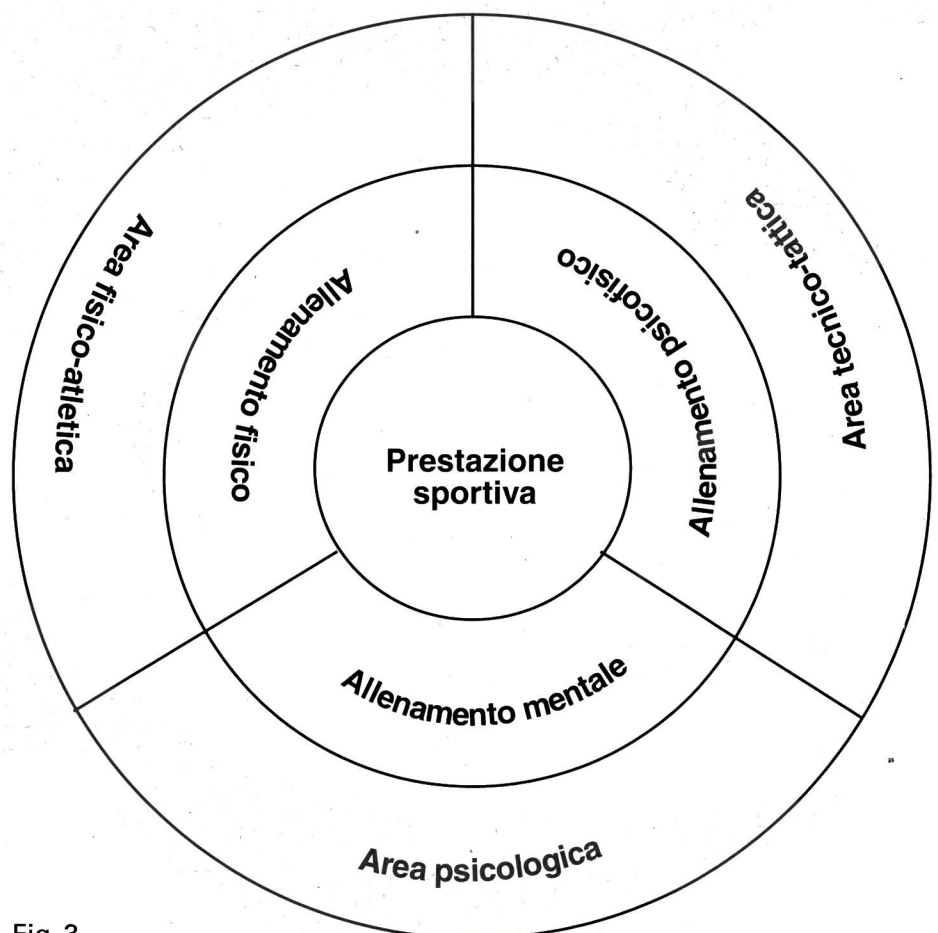 Area fisico-atletica
Area tecnico-tattica
Allenamento fisico
Allenamento psicofisico
Prestazione
sportiva
Allenamento mentale
Area psicologica
Fig. 3